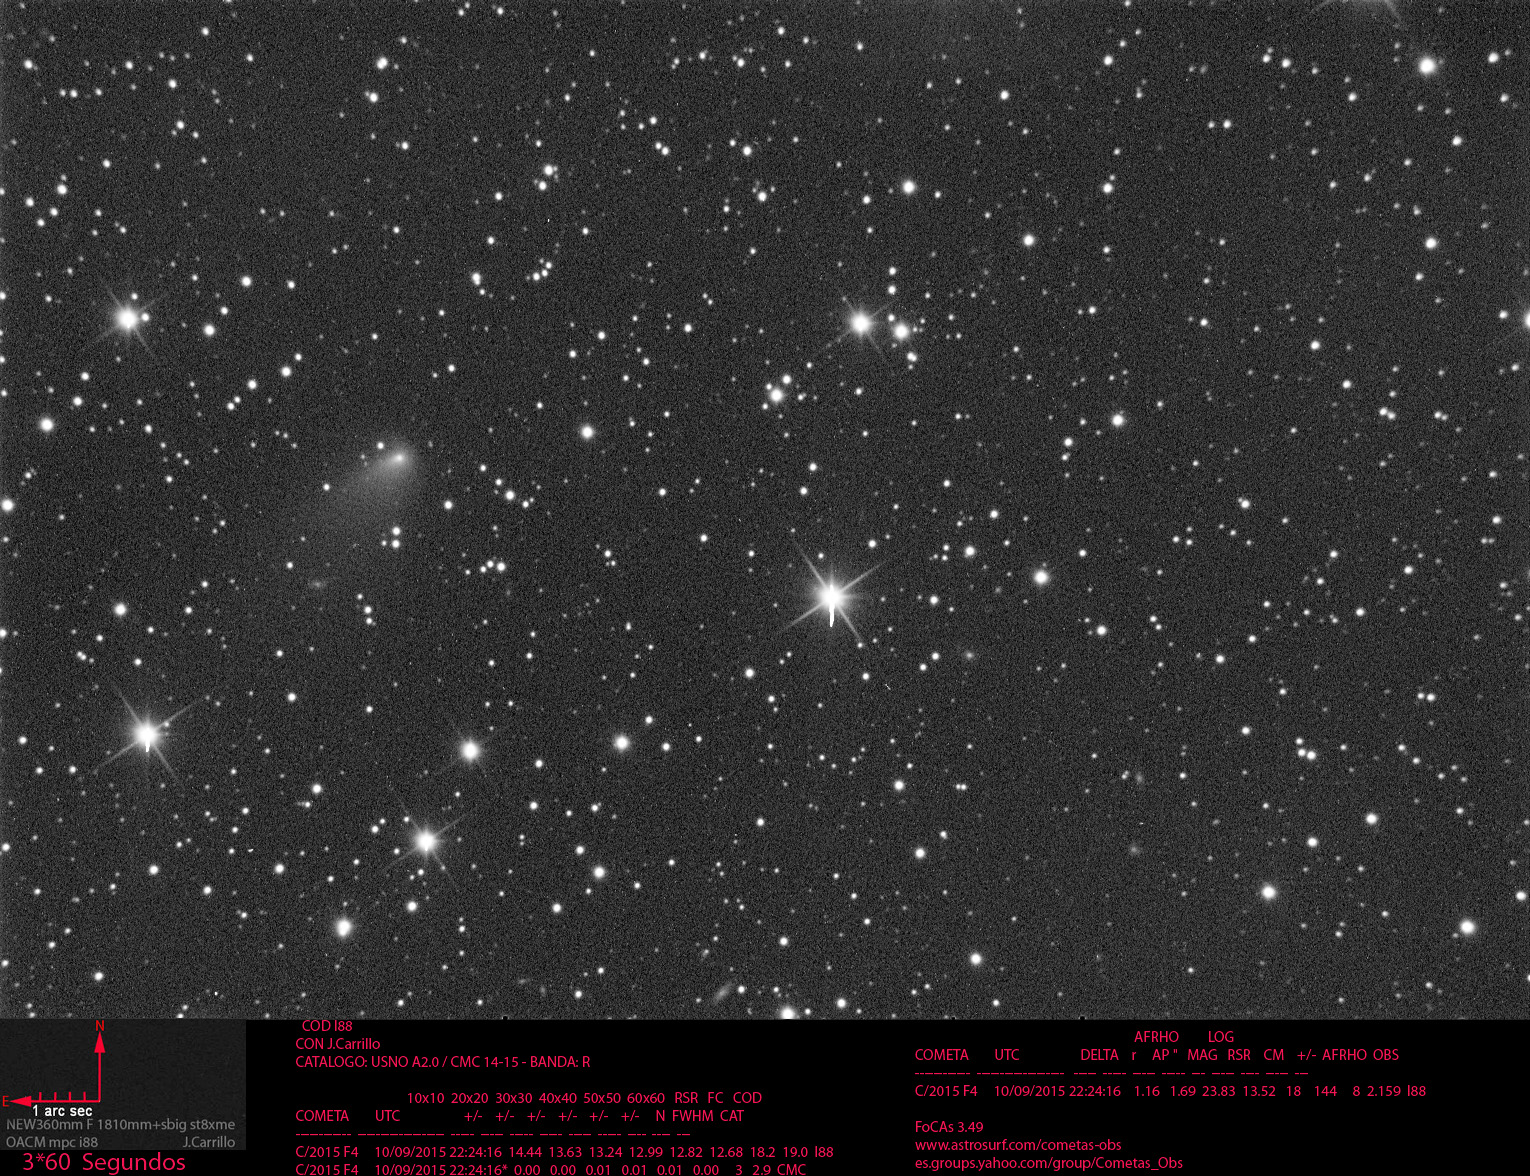 N
E
1 arc sec
NEW360mm F 1810mm+sbig st8xme
OACM mpc i88 J.Carrillo
3*60 Segundos
COD I88
CON J.Carrillo
CATALOGO: USNO A2.0 / CMC 14-15 - BANDA: R
10x10 20x20 30x30 40x40 50x50 60x60 RSR FC COD
COMETA UTC +/- +/- +/- +/- +/- +/- N FWHM CAT
---------- ------------------- ----- ----- ----- ----- ----- ----- ---- ---- ---
C/2015 F4 10/09/2015 22:24:16 14.44 13.63 13.24 12.99 12.82 12.68 18.2 19.0 I88
C/2015 F4 10/09/2015 22:24:16* 0.00 0.00 0.01 0.01 0.01 0.00 3 2.9 CMC
AFRHO LOG
COMETA UTC DELTA r AP " MAG RSR CM +/- AFRHO OBS
------------ ------------------- ----- ----- ----- ----- ---- ----- ---- ---
C/2015 F4 10/09/2015 22:24:16 1.16 1.69 23.83 13.52 18 144 8 2.159 I88
FoCAs 3.49
www.astrosurf.com/cometas-obs
es.groups.yahoo.com/group/Cometas_Obs